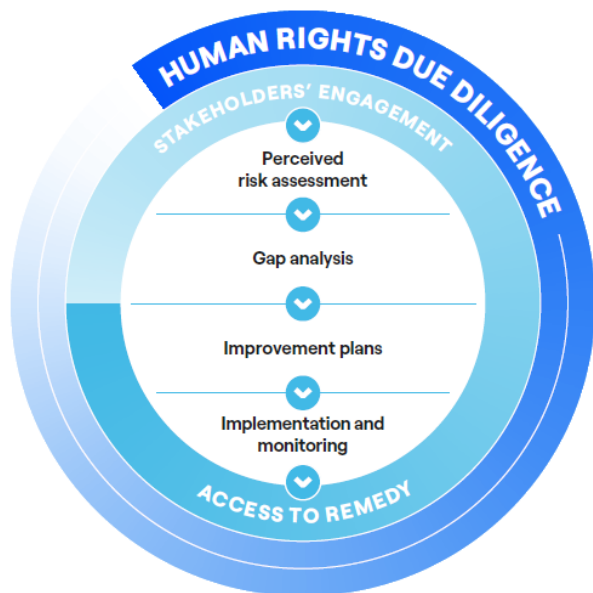 HUMAN RIGHTS DUE DILIGENCE
STAKEHOLDERS’ ENGAGEMENT
Perceived
risk assessment
Gap analysis
Improvement plans
Implementation and
monitoring
ACCESS TO REMEDY